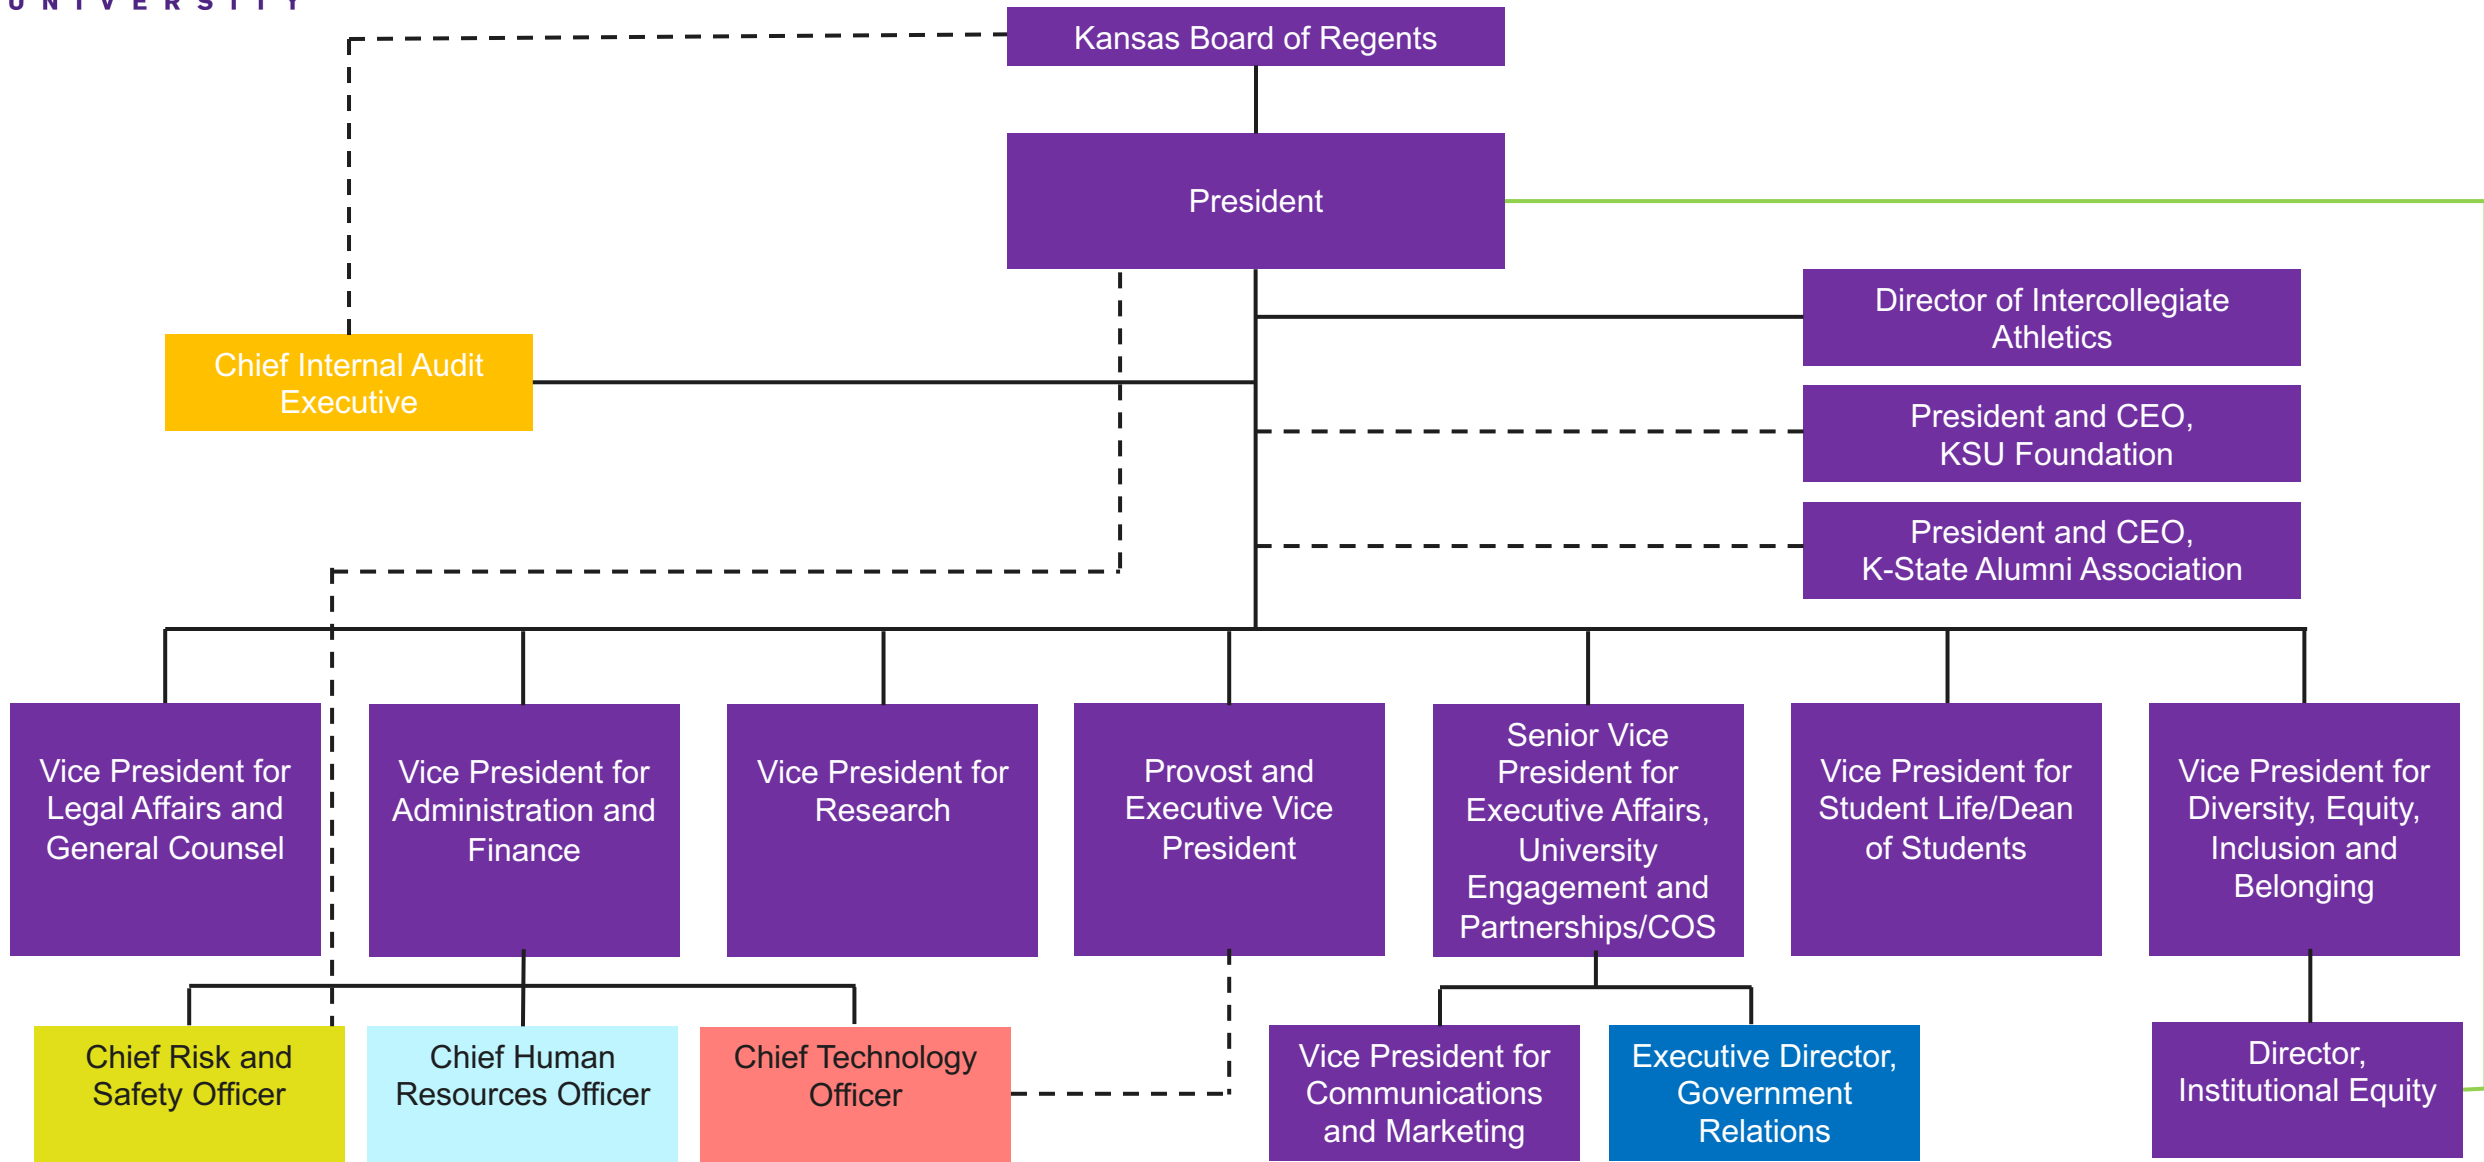 UNIVERSITY
Kansas Board of Regents
President
Director of Intercollegiate
Athletics
Chief Internal Audit
Executive
President and CEO,
KSU Foundation
President and CEO,
K-State Alumni Association
Vice President for
Legal Affairs and
General Counsel
Vice President for
Administration and
Finance
Vice President for
Research
Provost and
Executive Vice
President
Senior Vice
President for
Executive Affairs,
University
Engagement and
Partnerships/COS
Vice President for
Student Life/Dean
of Students
Vice President for
Diversity, Equity,
Inclusion and
Belonging
Chief Risk and
Safety Officer
Chief Human
Resources Officer
Chief Technology
Officer
Vice President for
Communications
and Marketing
Executive Director,
Government
Relations
Director,
Institutional Equity